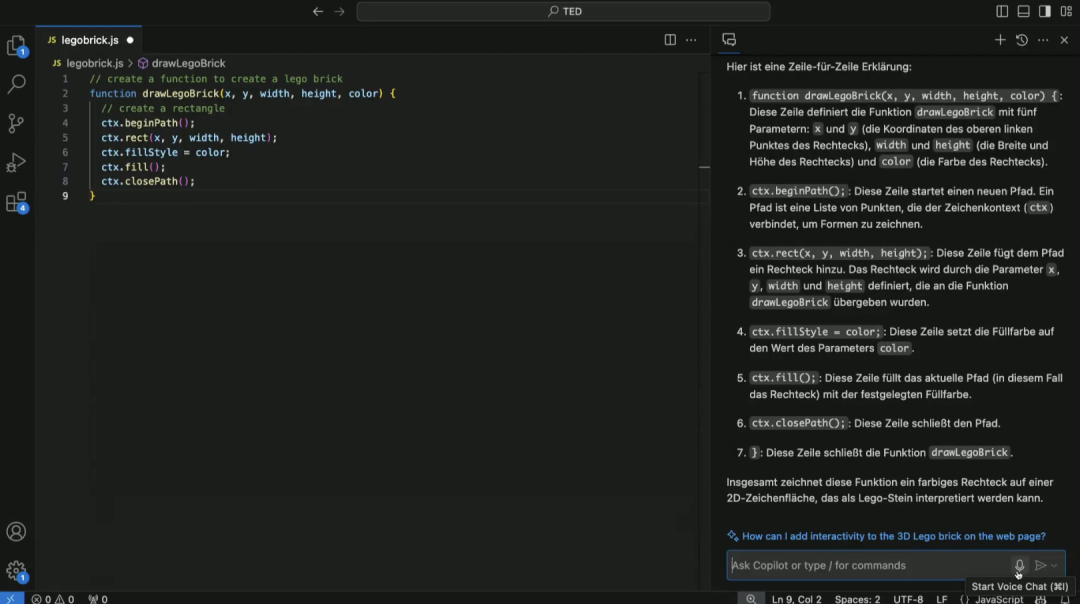 TED
JS legobrick.js
JS legobrick.js > drawLegoBrick
1 // create a function to create a lego brick
2 function drawLegoBrick(x, y, width, height, color) {
3 // create a rectangle
4 ctx.beginPath();
5 ctx.rect(x, y, width, height);
6 ctx.fillStyle = color;
7 ctx.fill();
8 ctx.closePath();
9 }
1
4
1
Hier ist eine Zeile-für-Zeile Erklärung:
1. function drawLegoBrick(x, y, width, height, color) {:
Diese Zeile definiert die Funktion drawLegoBrick mit fünf
Parametern: x und y (die Koordinaten des oberen linken
Punktes des Rechtecks), width und height (die Breite und
Höhe des Rechtecks) und color (die Farbe des Rechtecks).
2. ctx.beginPath();: Diese Zeile startet einen neuen Pfad. Ein
Pfad ist eine Liste von Punkten, die der Zeichenkontext (ctx)
verbindet, um Formen zu zeichnen.
3. ctx.rect(x, y, width, height);: Diese Zeile fügt dem Pfad
ein Rechteck hinzu. Das Rechteck wird durch die Parameter x,
y, width und height definiert, die an die Funktion
drawLegoBrick übergeben wurden.
4. ctx.fillStyle = color;: Diese Zeile setzt die Füllfarbe auf
den Wert des Parameters color.
5. ctx.fill();: Diese Zeile füllt das aktuelle Pfad (in diesem Fall
das Rechteck) mit der festgelegten Füllfarbe.
6. ctx.closePath();: Diese Zeile schließt den Pfad.
7. }: Diese Zeile schließt die Funktion drawLegoBrick.
Insgesamt zeichnet diese Funktion ein farbiges Rechteck auf einer
2D-Zeichenfläche, das als Lego-Stein interpretiert werden kann.
How can I add interactivity to the 3D Lego brick on the web page?
Ask Copilot or type / for commands
Start Voice Chat (⌘I)
0 0 0 Ln 9, Col 2 Spaces: 2 UTF-8 LF {} JavaScript